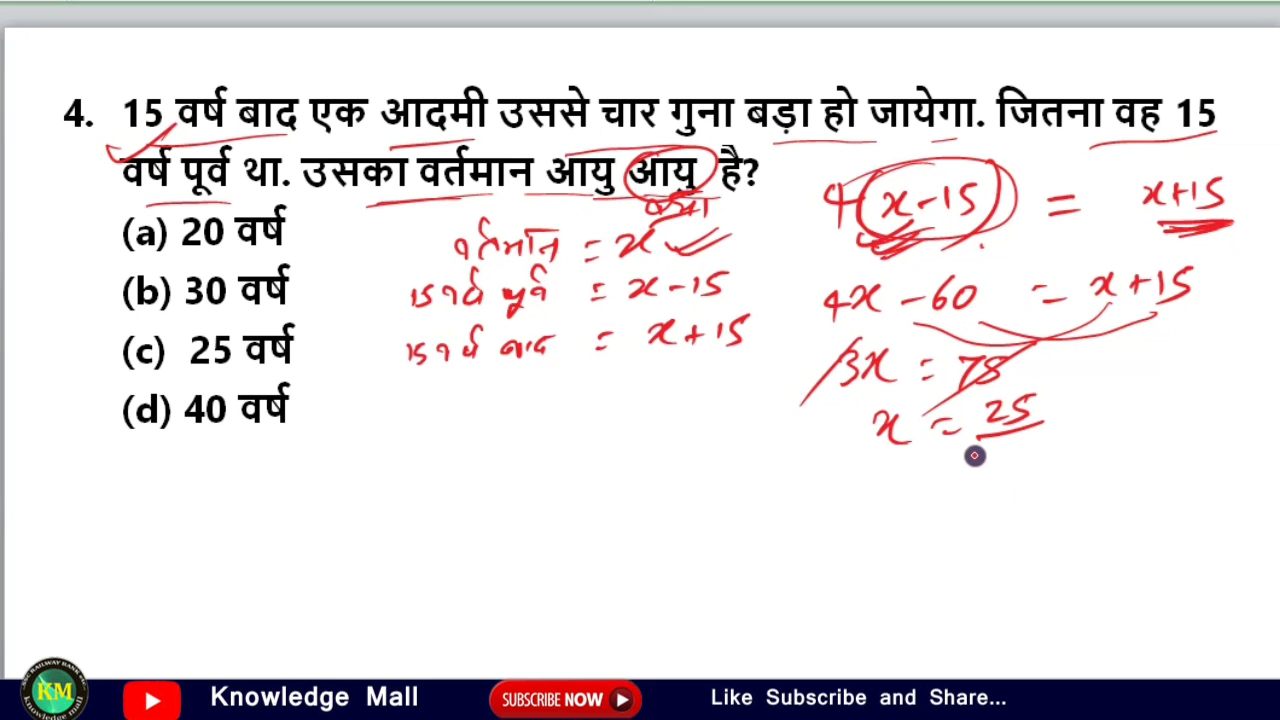 4. 15 वर्ष बाद एक आदमी उससे चार गुना बड़ा हो जायेगा. जितना वह 15
वर्ष पूर्व था. उसका वर्तमान आयु आयु है?
क्या
(a) 20 वर्ष
(b) 30 वर्ष
(c) 25 वर्ष
(d) 40 वर्ष
वर्तमान = x
15 वर्ष पूर्व = x - 15
15 वर्ष बाद = x + 15
4(x - 15) = x + 15
4x - 60 = x + 15
3x = 75
x = 25
KM
Knowledge Mall
SUBSCRIBE NOW
Like Subscribe and Share...